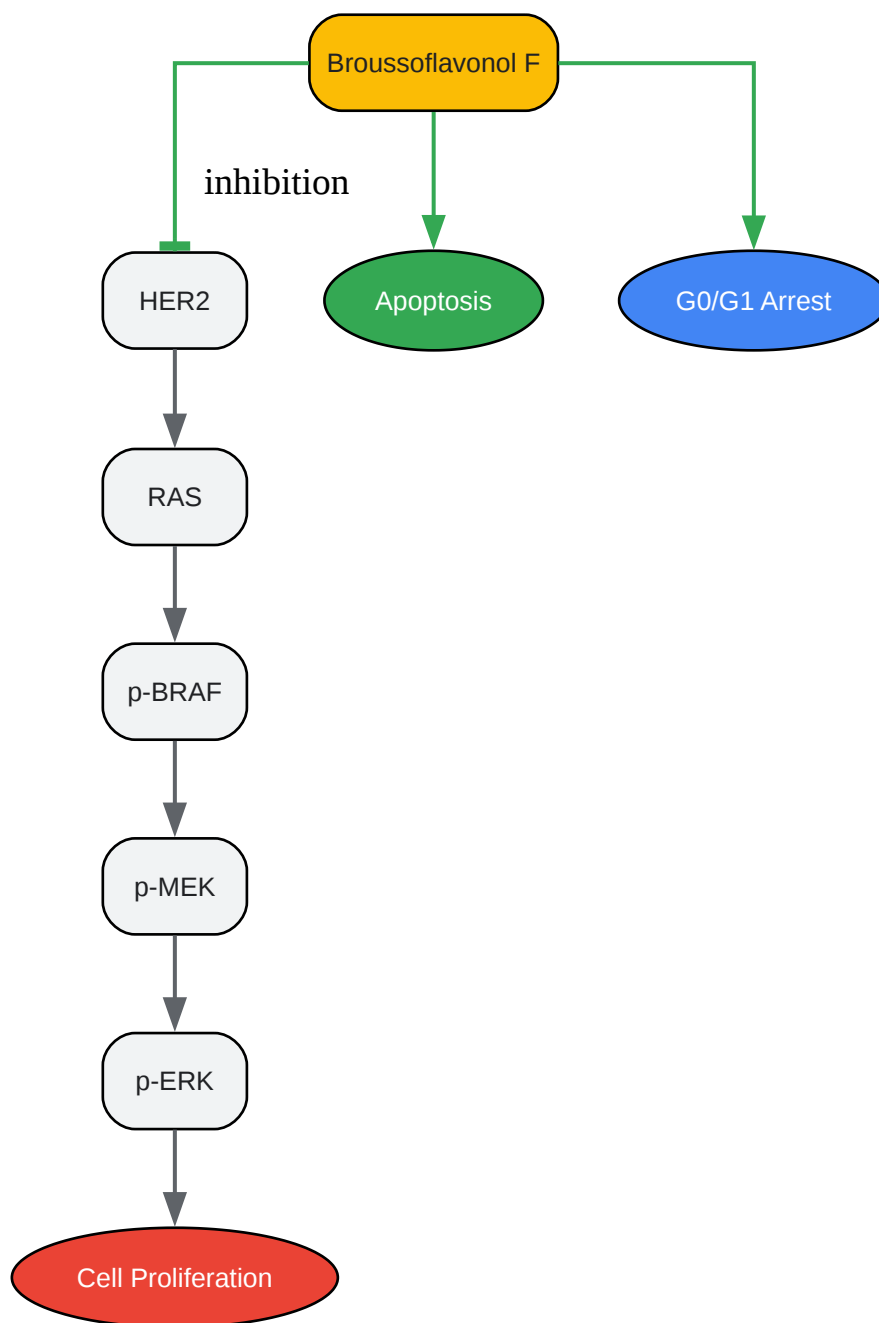 Broussoflavonol F
inhibition
HER2
Apoptosis
G0/G1 Arrest
RAS
p-BRAF
p-MEK
p-ERK
Cell Proliferation